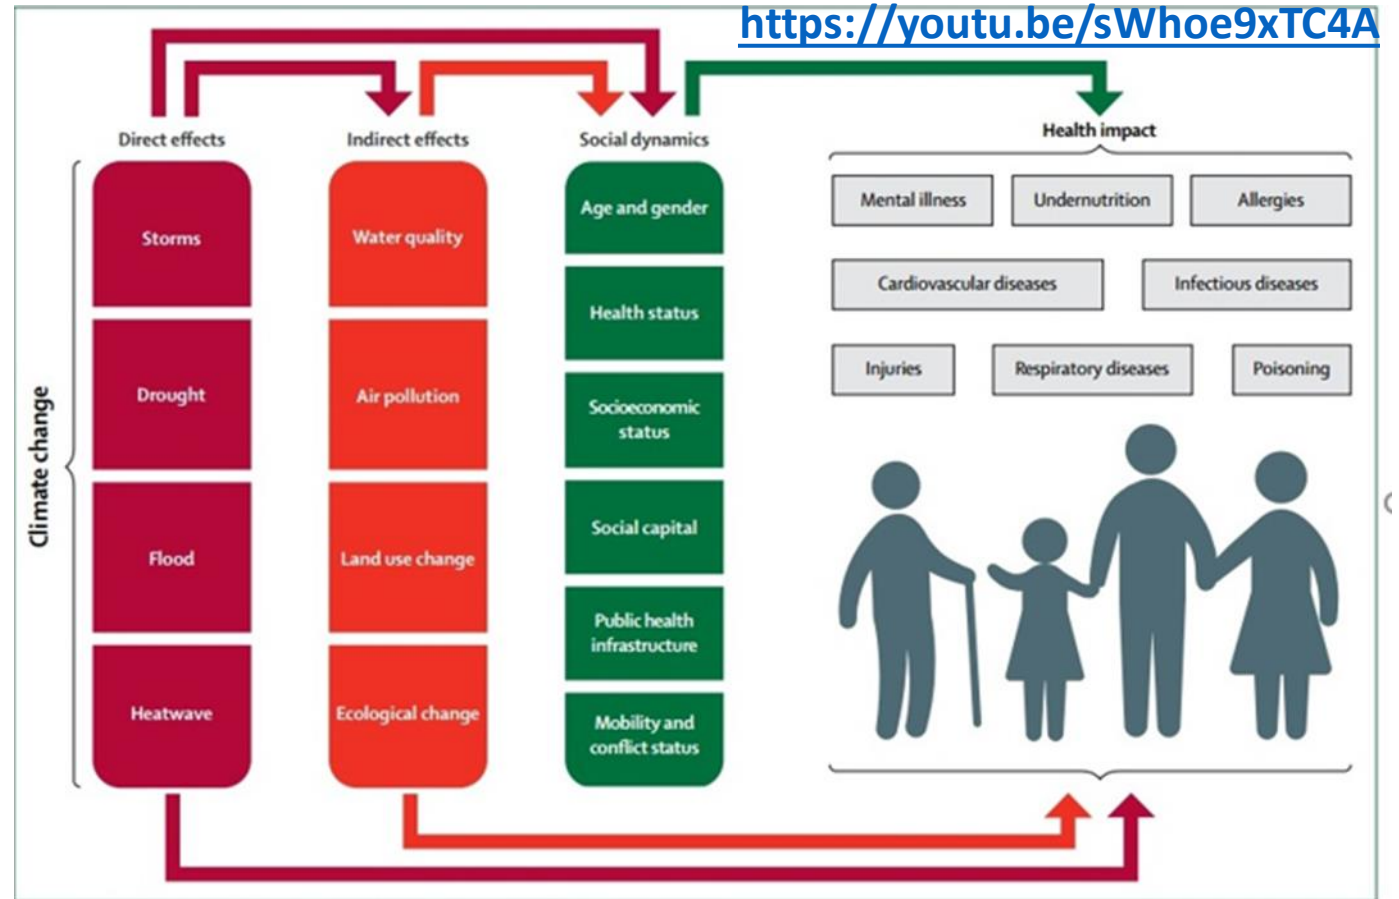 https://youtu.be/sWhoe9xTC4A
Direct effects
Indirect effects
Social dynamics
Health impact
Climate change
Storms
Drought
Flood
Heatwave
Water quality
Air pollution
Land use change
Ecological change
Age and gender
Health status
Socioeconomic
status
Social capital
Public health
infrastructure
Mobility and
conflict status
Mental illness
Undernutrition
Allergies
Cardiovascular diseases
Infectious diseases
Injuries
Respiratory diseases
Poisoning